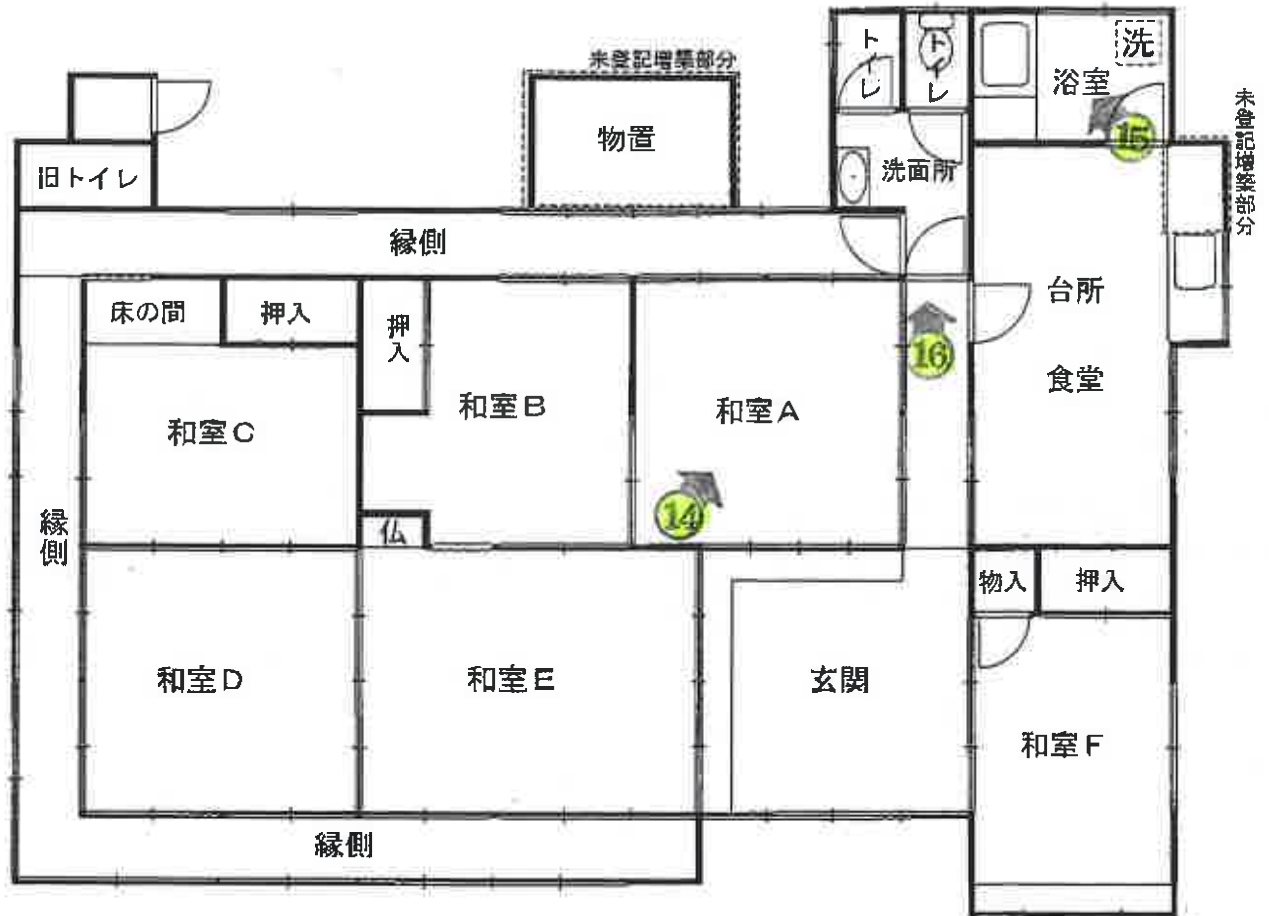 トイレ
トイレ
洗
浴室
15
未登記増築部分
未登記増築部分
物置
旧トイレ
洗面所
縁側
台所
食堂
16
床の間
押入
押入
和室C
和室B
和室A
14
仏
縁側
物入
押入
和室D
和室E
玄関
和室F
縁側